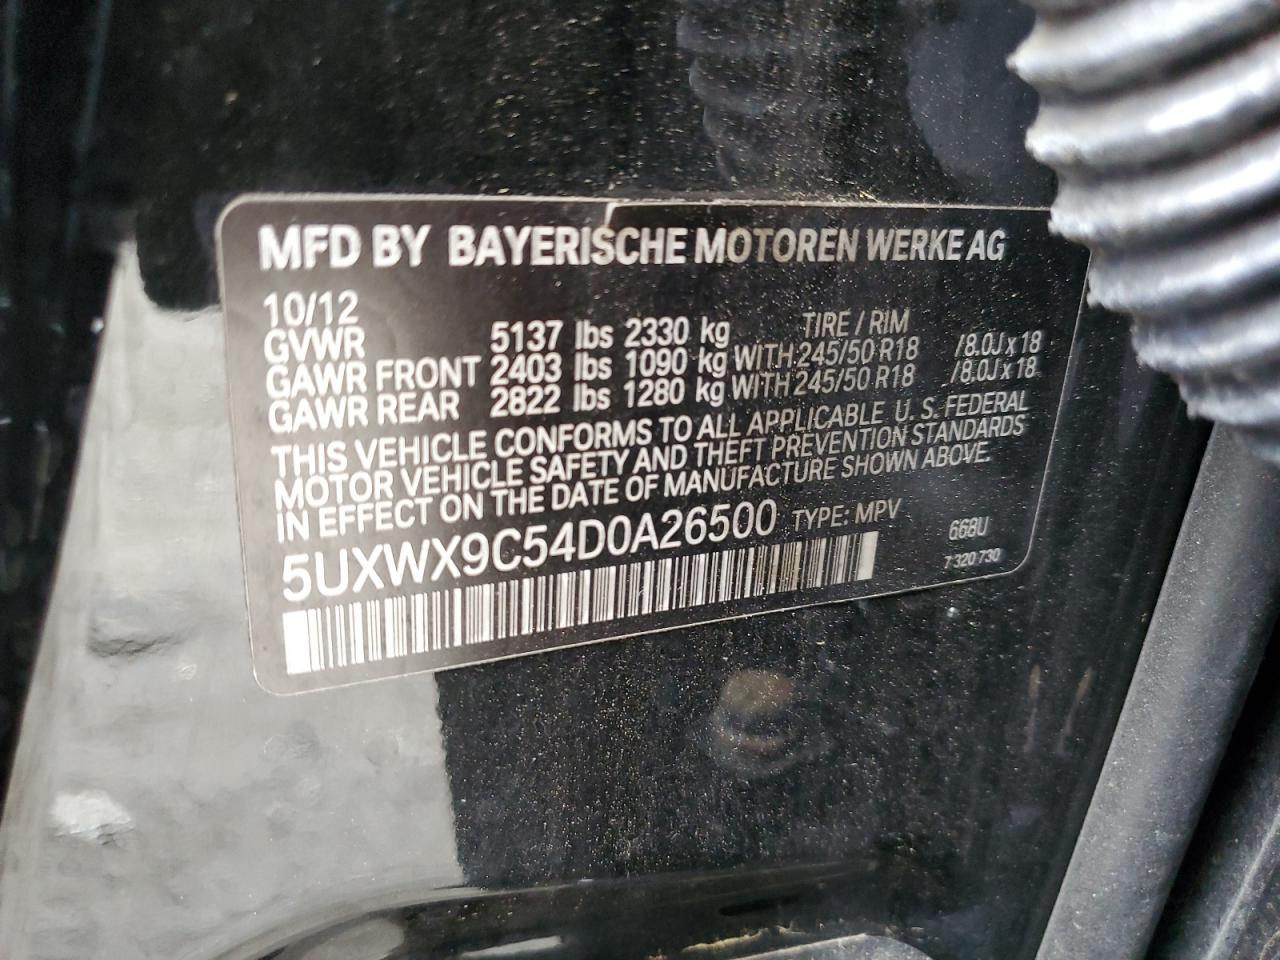 MFD BY BAYERISCHE MOTOREN WERKE AG
10/12 TIRE / RIM
GVWR 5137 lbs 2330 kg
GAWR FRONT 2403 lbs 1090 kg WITH 245/50 R18 / 8.0J x 18
GAWR REAR 2822 lbs 1280 kg WITH 245/50 R18 / 8.0J x 18
THIS VEHICLE CONFORMS TO ALL APPLICABLE U. S. FEDERAL
MOTOR VEHICLE SAFETY AND THEFT PREVENTION STANDARDS
IN EFFECT ON THE DATE OF MANUFACTURE SHOWN ABOVE.
5UXWX9C54D0A26500 TYPE: MPV 668U
7 320 730